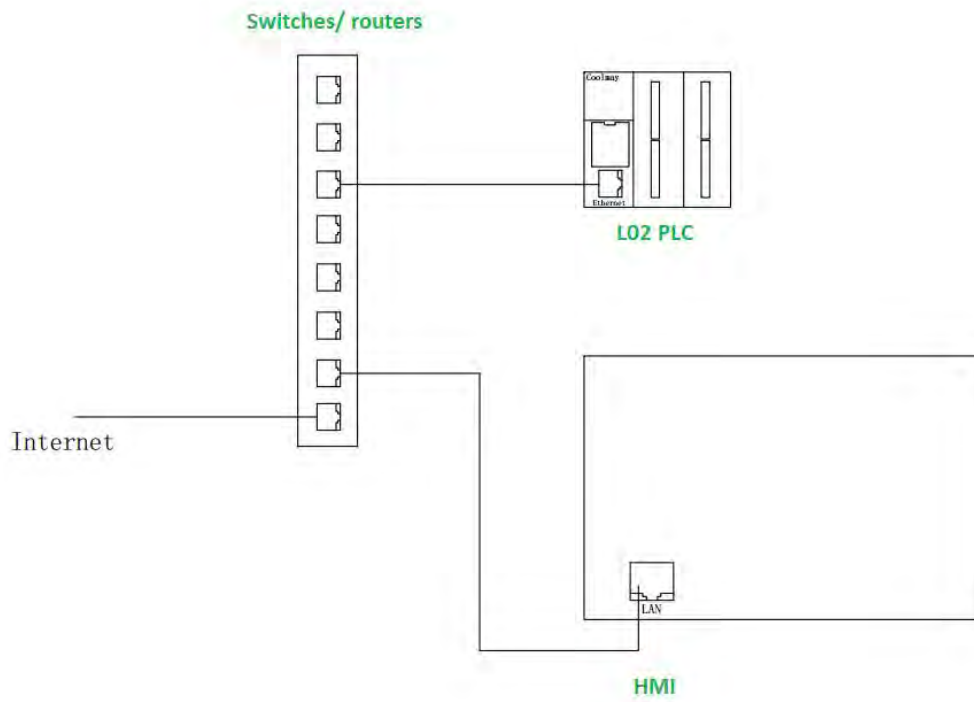 Switches/ routers
Coolmay
Ethernet
L02 PLC
Internet
LAN
HMI